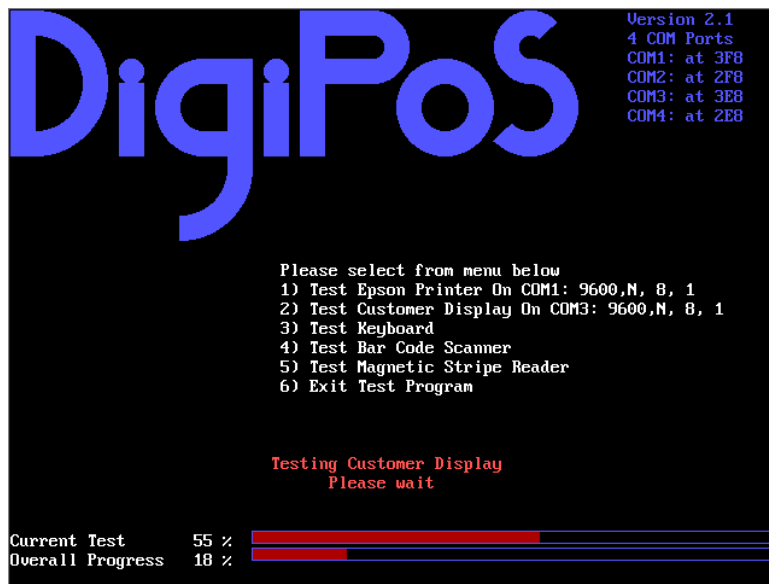 DigiPoS
Version 2.1
4 COM Ports
COM1: at 3F8
COM2: at 2F8
COM3: at 3E8
COM4: at 2E8
Please select from menu below
1) Test Epson Printer On COM1: 9600,N, 8, 1
2) Test Customer Display On COM3: 9600,N, 8, 1
3) Test Keyboard
4) Test Bar Code Scanner
5) Test Magnetic Stripe Reader
6) Exit Test Program
Testing Customer Display
Please wait
Current Test 55 %
Overall Progress 18 %